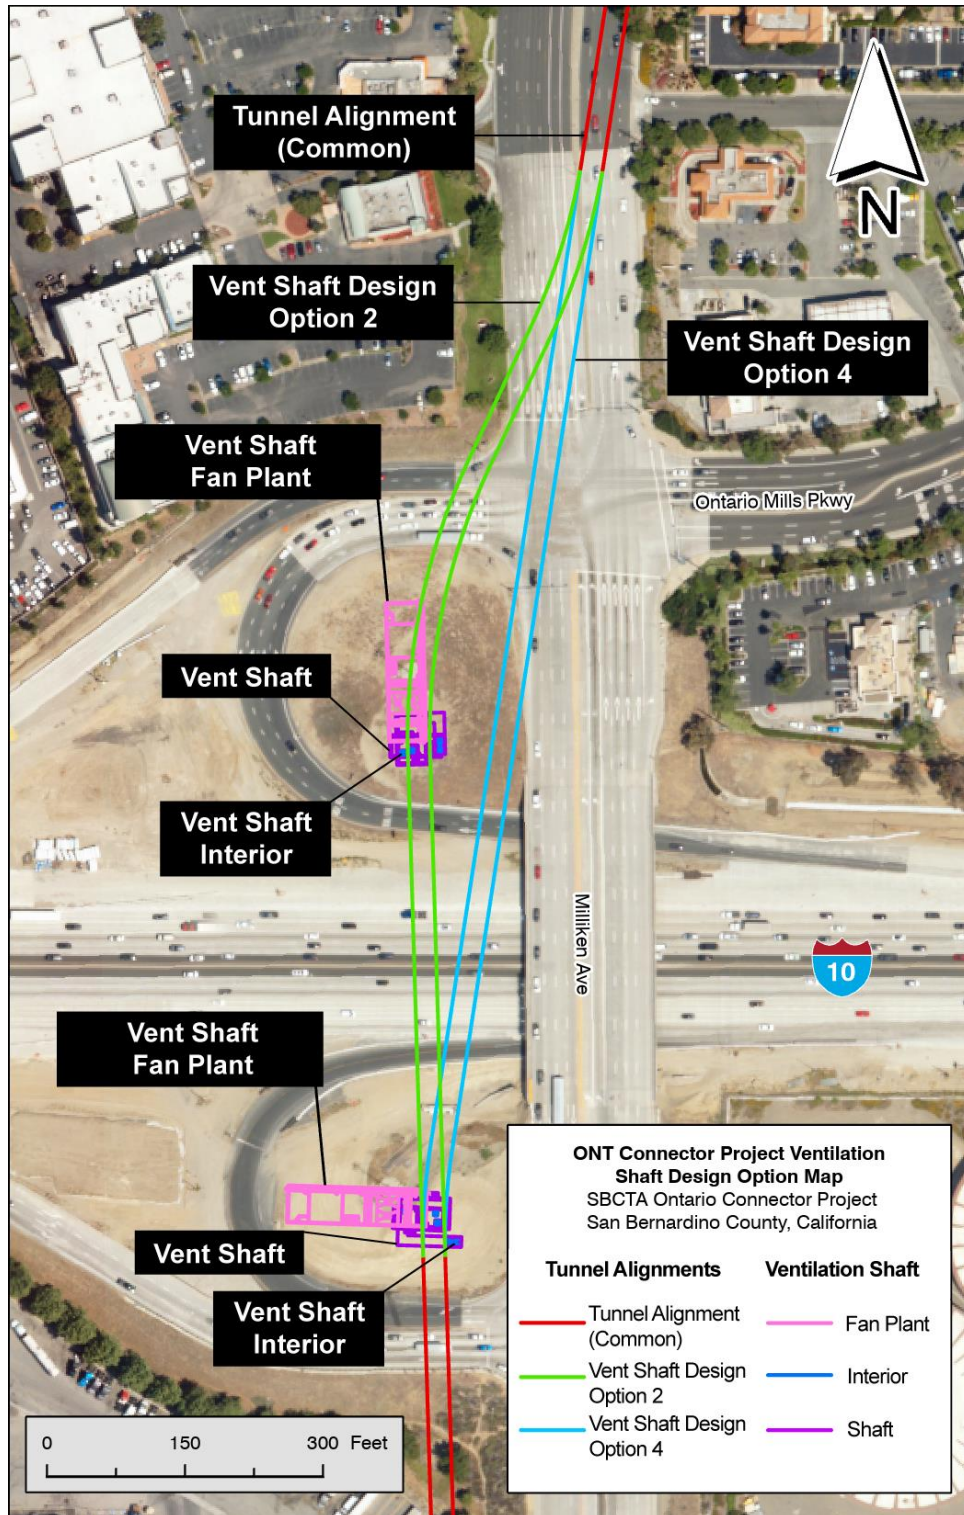 Tunnel Alignment
(Common)
N
Vent Shaft Design
Option 2
Vent Shaft Design
Option 4
Vent Shaft
Fan Plant
Ontario Mills Pkwy
Vent Shaft
Vent Shaft
Interior
Milliken Ave
10
Vent Shaft
Fan Plant
Vent Shaft
Vent Shaft
Interior
ONT Connector Project Ventilation
Shaft Design Option Map
SBCTA Ontario Connector Project
San Bernardino County, California
Tunnel Alignments
Tunnel Alignment
(Common)
Vent Shaft Design
Option 2
Vent Shaft Design
Option 4
Ventilation Shaft
Fan Plant
Interior
Shaft
0 150 300 Feet